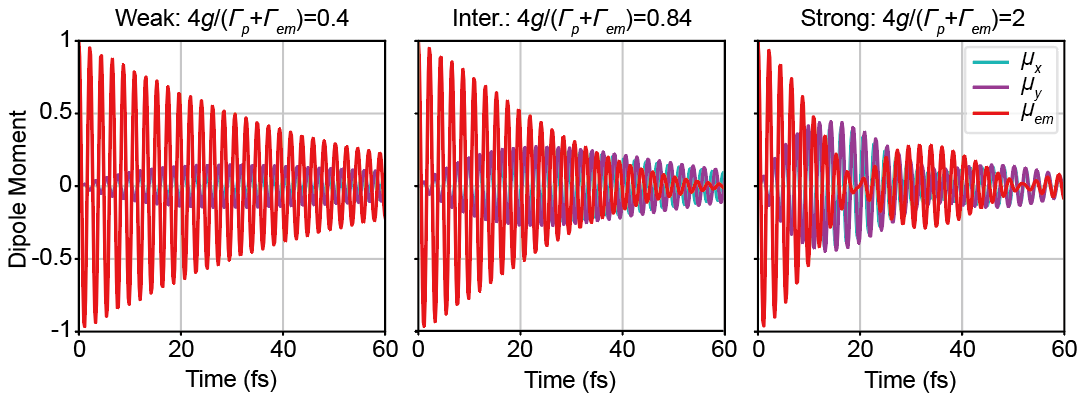 Weak: 4g/(Γp+Γem)=0.4
Inter.: 4g/(Γp+Γem)=0.84
Strong: 4g/(Γp+Γem)=2
1
0.5
0
-0.5
-1
Dipole Moment
μx
μy
μem
0 20 40 60
0 20 40 60
0 20 40 60
Time (fs)
Time (fs)
Time (fs)